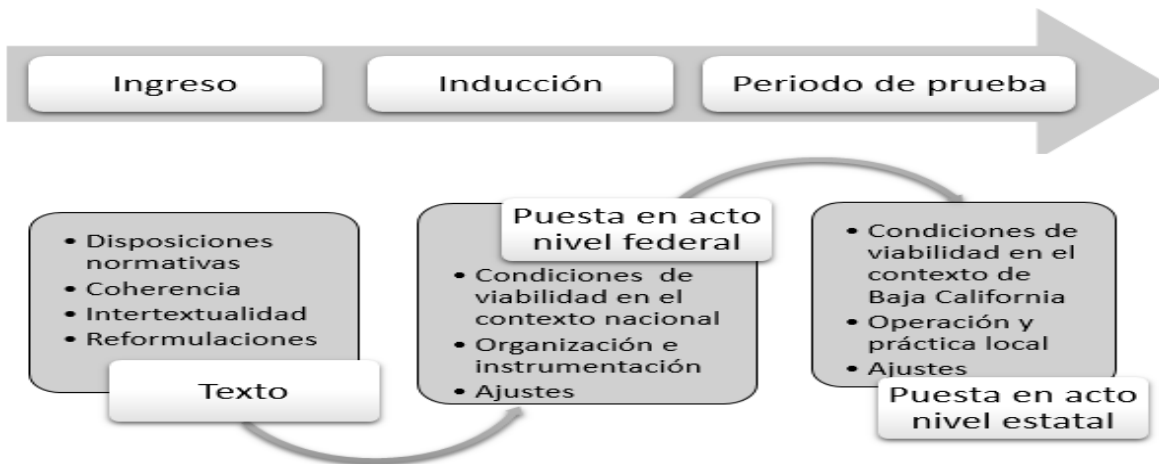 Ingreso
Inducción
Periodo de prueba
• Disposiciones
normativas
• Coherencia
• Intertextualidad
• Reformulaciones
Texto
Puesta en acto
nivel federal
• Condiciones de
viabilidad en el
contexto nacional
• Organización e
instrumentación
• Ajustes
• Condiciones de
viabilidad en el
contexto de
Baja California
• Operación y
práctica local
• Ajustes
Puesta en acto
nivel estatal